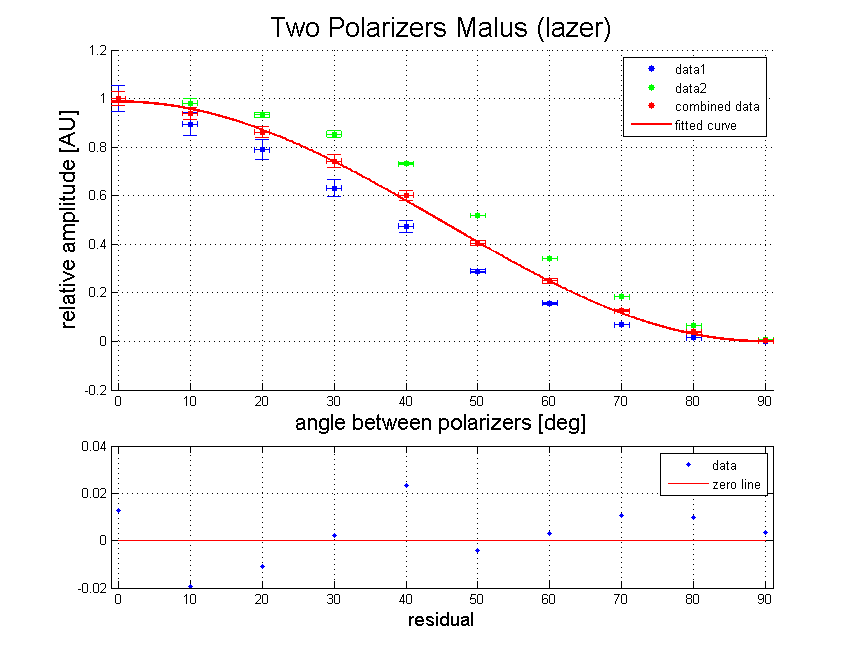 Two Polarizers Malus (lazer)
relative amplitude [AU]
1.2
1
0.8
0.6
0.4
0.2
0
-0.2
data1
data2
combined data
fitted curve
0 10 20 30 40 50 60 70 80 90
angle between polarizers [deg]
0.04
0.02
0
-0.02
data
zero line
0 10 20 30 40 50 60 70 80 90
residual